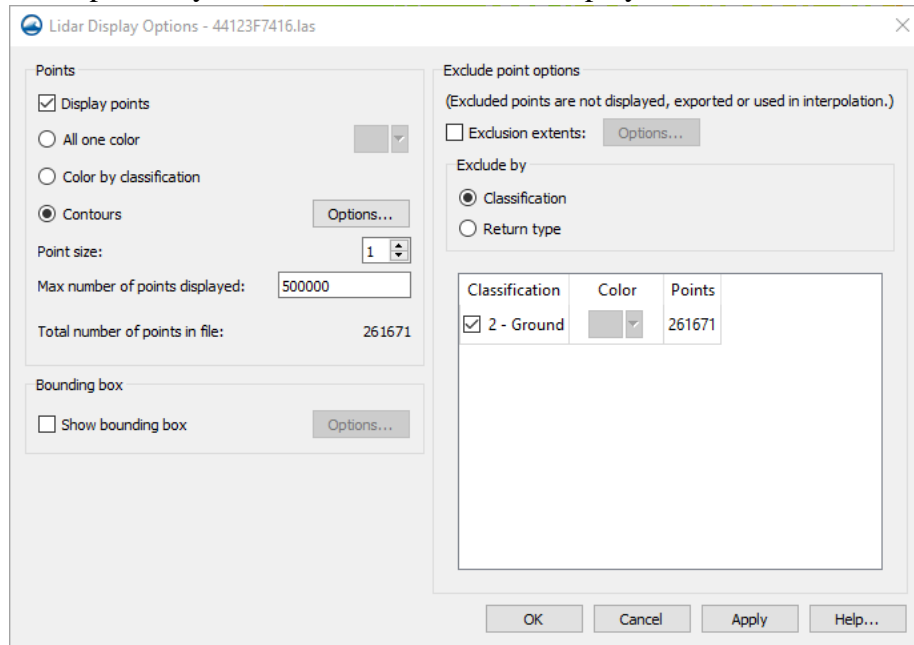 Lidar Display Options - 44123F7416.las
Points
Display points
All one color
Color by classification
Contours
Options...
Point size:
1
Max number of points displayed:
500000
Total number of points in file:
261671
Bounding box
Show bounding box
Options...
Exclude point options
(Excluded points are not displayed, exported or used in interpolation.)
Exclusion extents:
Options...
Exclude by
Classification
Return type
Classification Color Points
2 - Ground 261671
OK Cancel Apply Help...